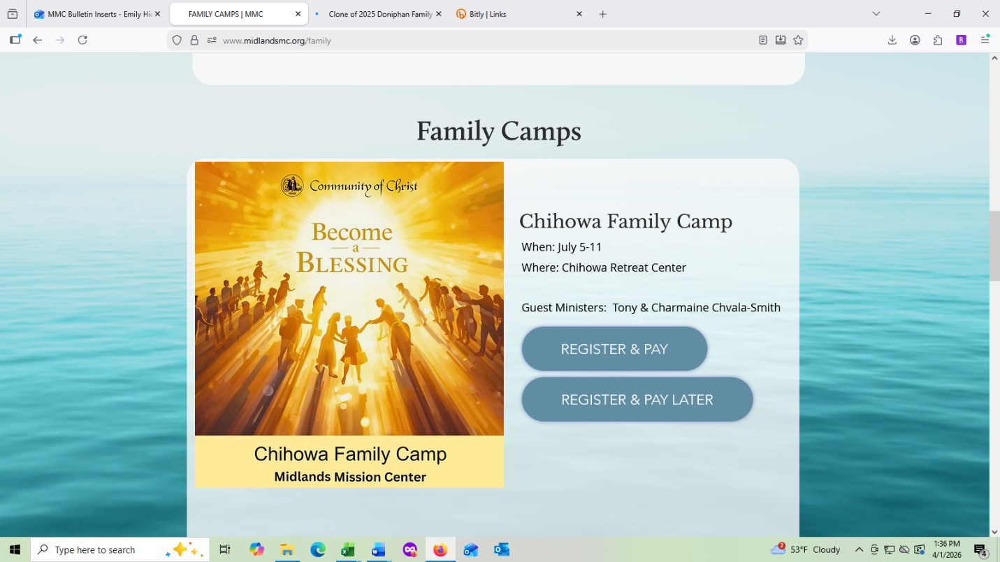 MMC Bulletin Inserts - Emily Hi
FAMILY CAMPS | MMC
Clone of 2025 Doniphan Family
Bitly | Links
www.midlandsmc.org/family
R
Family Camps
Community of Christ
PEACE
Become
a
BLESSING
Chihowa Family Camp
Midlands Mission Center
Chihowa Family Camp
When: July 5-11
Where: Chihowa Retreat Center
Guest Ministers: Tony & Charmaine Chvala-Smith
REGISTER & PAY
REGISTER & PAY LATER
Type here to search
2
53°F Cloudy
1:36 PM
4/1/2026
4